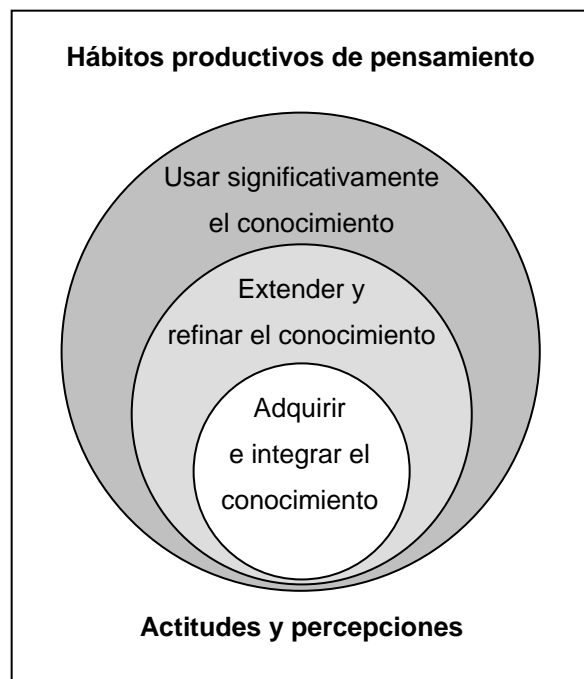 Hábitos productivos de pensamiento
Usar significativamente
el conocimiento
Extender y
refinar el conocimiento
Adquirir
e integrar el
conocimiento
Actitudes y percepciones